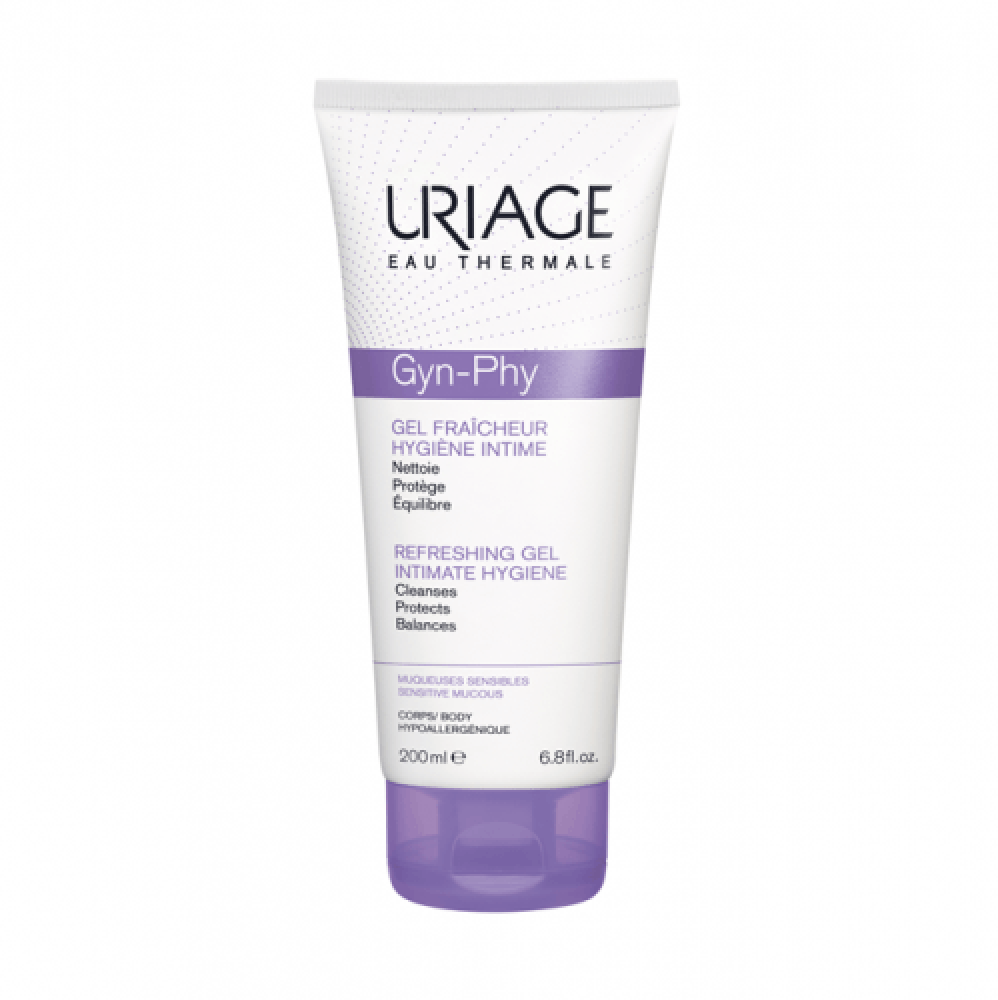 URIAGE
EAU THERMALE
Gyn-Phy
GEL FRAÎCHEUR
HYGIÈNE INTIME
Nettoie
Protège
Équilibre
REFRESHING GEL
INTIMATE HYGIENE
Cleanses
Protects
Balances
MUQUEUSES SENSIBLES
SENSITIVE MUCOUS
CORPS/ BODY
HYPOALLERGÉNIQUE
200ml ℮ 6.8fl.oz.